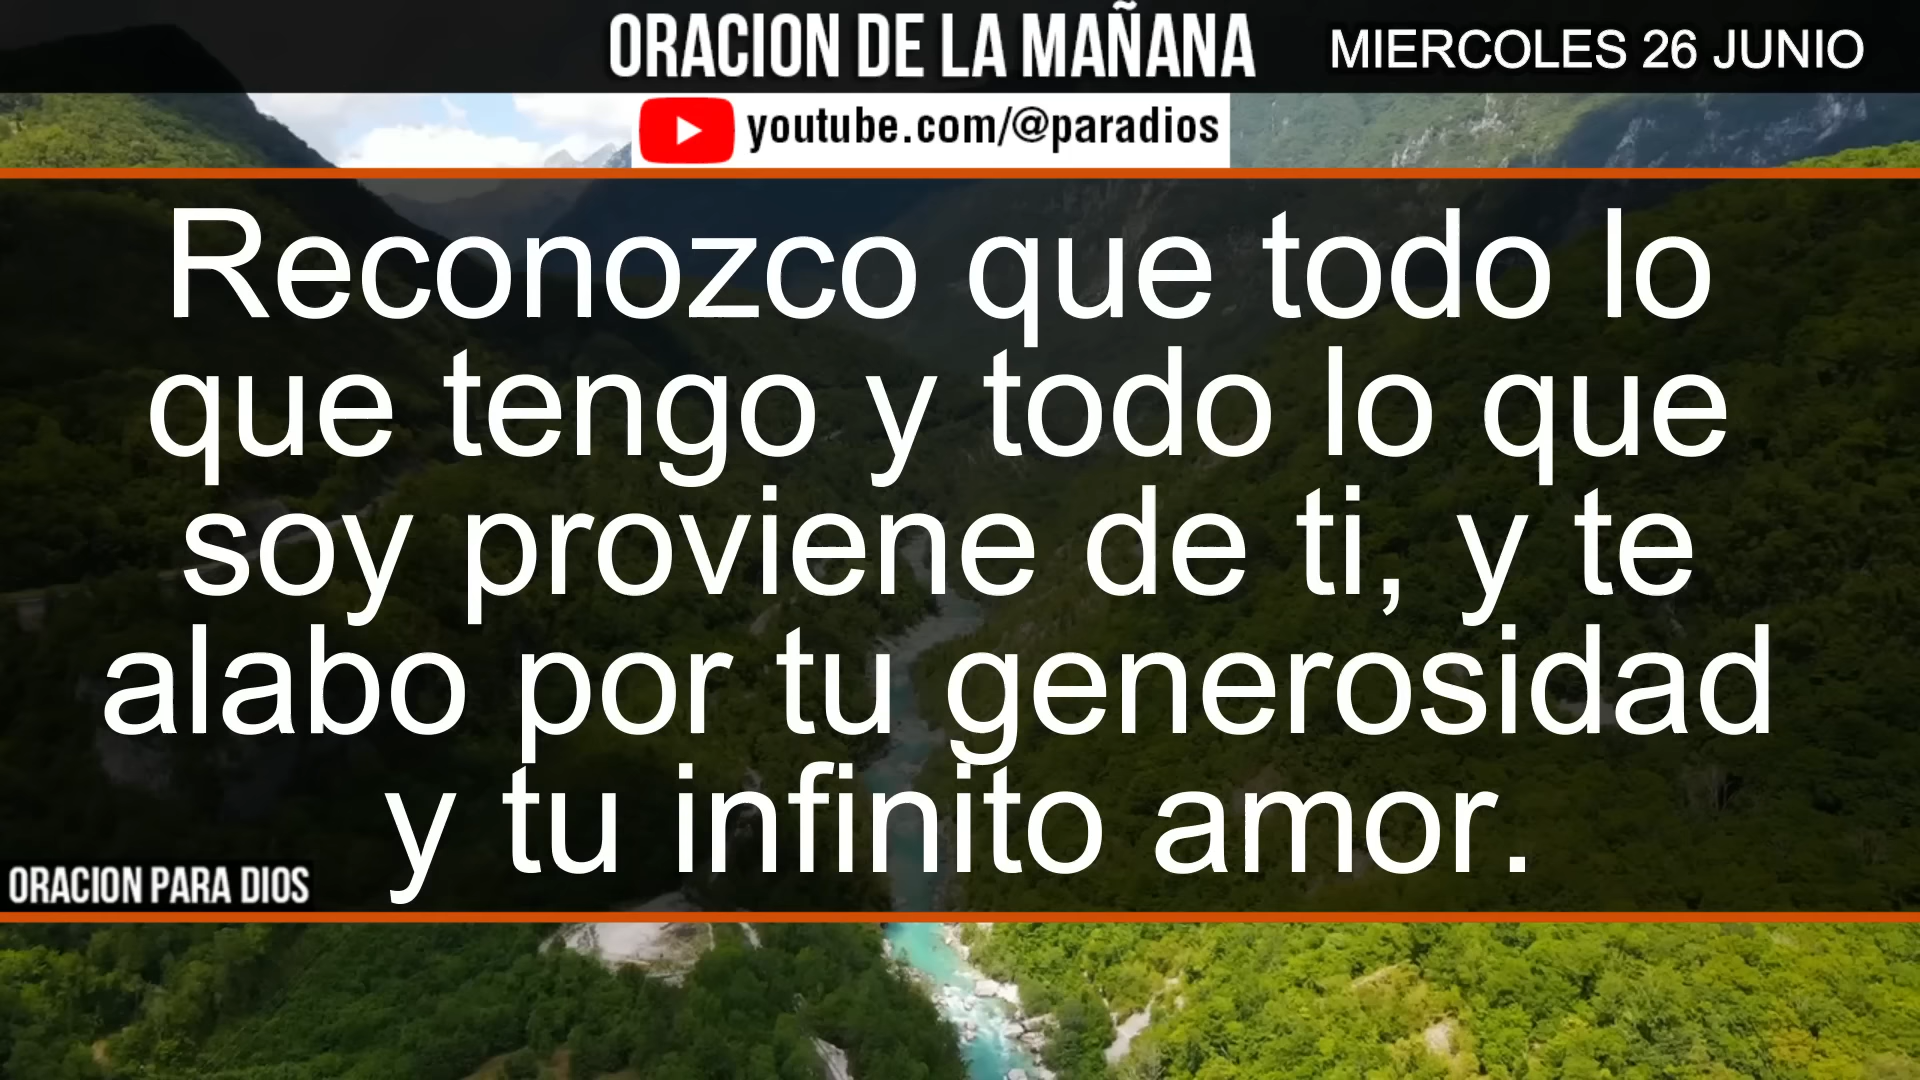 ORACION DE LA MAÑANA
MIERCOLES 26 JUNIO
youtube.com/@paradios
Reconozco que todo lo
que tengo y todo lo que
soy proviene de ti, y te
alabo por tu generosidad
y tu infinito amor.
ORACION PARA DIOS